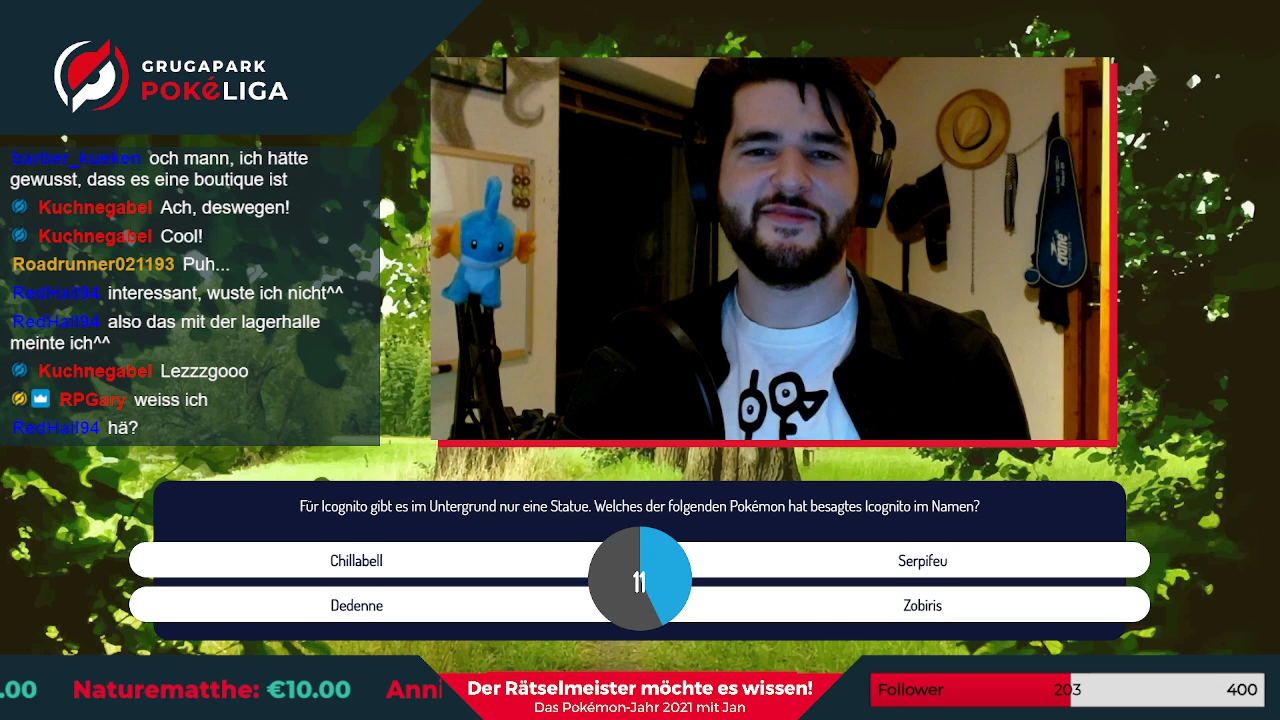 GRUGAPARK
POKéLIGA
barber_kueken och mann, ich hätte
gewusst, dass es eine boutique ist
Kuchnegabel Ach, deswegen!
Kuchnegabel Cool!
Roadrunner021193 Puh...
RedHail94 interessant, wuste ich nicht^^
RedHail94 also das mit der lagerhalle
meinte ich^^
Kuchnegabel Lezzzgooo
RPGary weiss ich
RedHail94 hä?
crane
Für Icognito gibt es im Untergrund nur eine Statue. Welches der folgenden Pokémon hat besagtes Icognito im Namen?
Chillabell
Serpifeu
11
Dedenne
Zobiris
.00 Naturematthe: €10.00 Anni
Der Rätselmeister möchte es wissen!
Das Pokémon-Jahr 2021 mit Jan
Follower 203 400